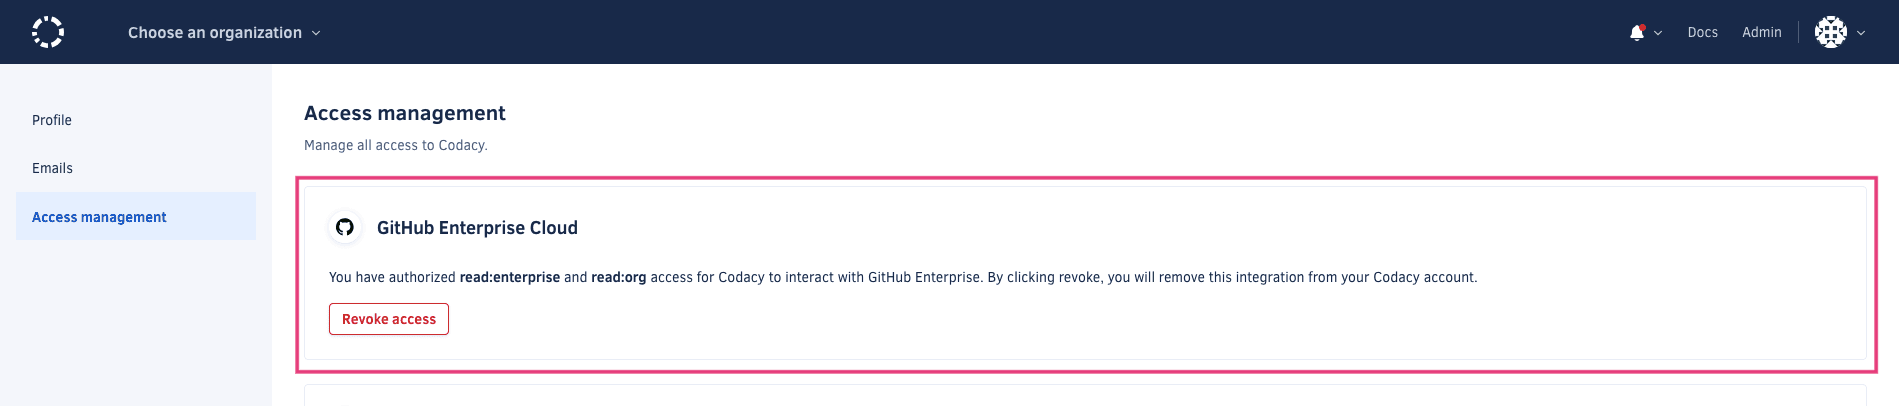 Choose an organization
Docs
Admin
Profile
Emails
Access management
Access management
Manage all access to Codacy.
GitHub Enterprise Cloud
You have authorized read:enterprise and read:org access for Codacy to interact with GitHub Enterprise. By clicking revoke, you will remove this integration from your Codacy account.
Revoke access